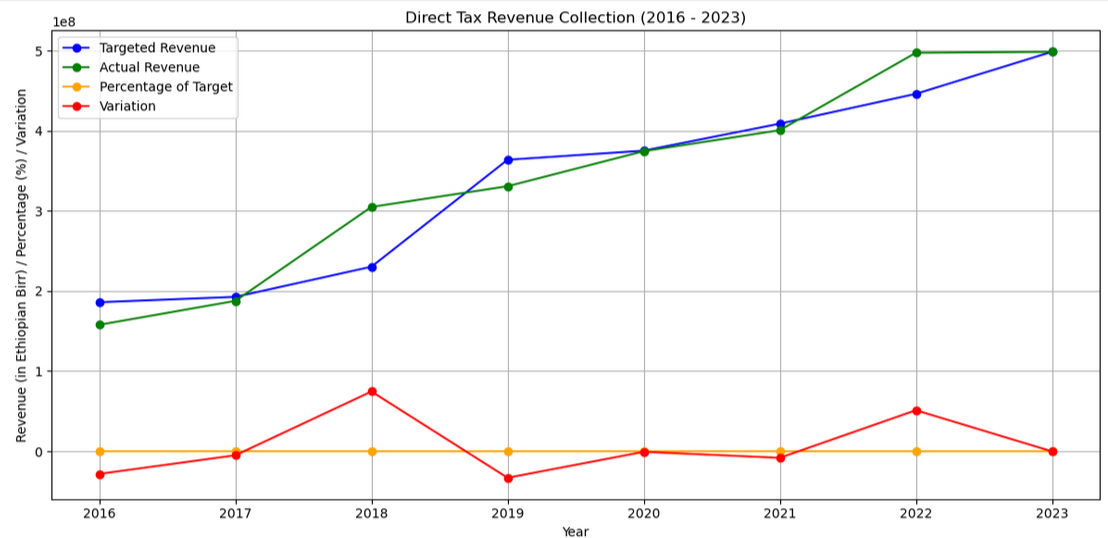 Direct Tax Revenue Collection (2016 - 2023)
1e8
Targeted Revenue
Actual Revenue
Percentage of Target
Variation
Revenue (in Ethiopian Birr) / Percentage (%) / Variation
5
4
3
2
1
0
2016 2017 2018 2019 2020 2021 2022 2023
Year